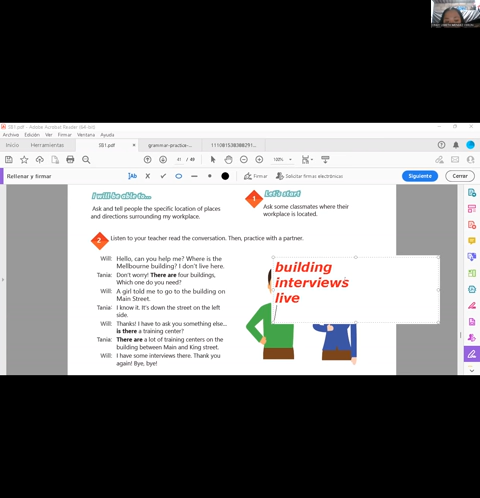 SB1.pdf - Adobe Acrobat Reader (64-bit)
Archivo Edición Ver Firmar Ventana Ayuda
Inicio Herramientas SB1.pdf × grammar-practice-...
41 / 49 100%
Rellenar y firmar Ab X Firmar Solicitar firmas electrónicas Siguiente Cerrar
I will be able to...
Ask and tell people the specific location of places
and directions surrounding my workplace.
1 Let's start
Ask some classmates where their
workplace is located.
2 Listen to your teacher read the conversation. Then, practice with a partner.
Will: Hello, can you help me? Where is the
Mellbourne building? I don't live here.
Tania: Don't worry! There are four buildings,
Which one do you need?
Will: A girl told me to go to the building on
Main Street.
Tania: I know it. It's down the street on the left
side.
Will: Thanks! I have to ask you something else...
is there a training center?
Tania: There are a lot of training centers on the
building between Main and King street.
Will: I have some interviews there. Thank you
again! Bye, bye!
building
interviews
live